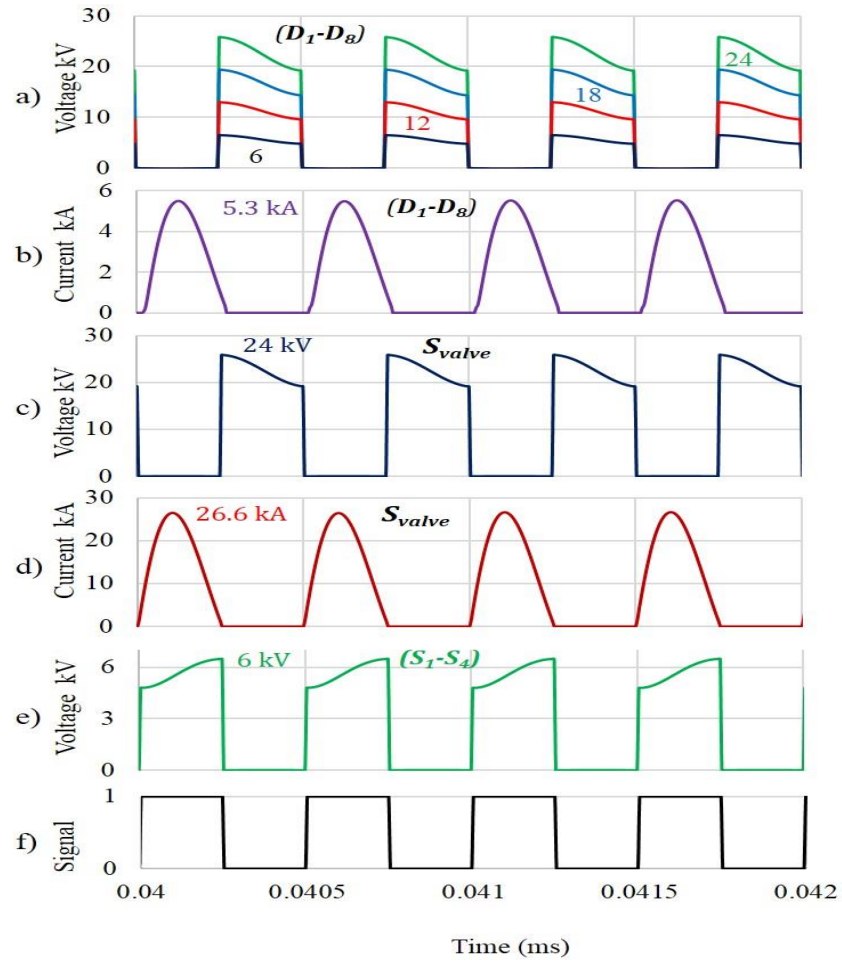 a)
Voltage kV
30
20
10
0
(D1-D8)
24
18
12
6
b)
Current kA
6
4
2
0
5.3 kA
(D1-D8)
c)
Voltage kV
30
20
10
0
24 kV
Svalve
d)
Current kA
30
20
10
0
26.6 kA
Svalve
e)
Voltage kV
6
3
0
6 kV
(S1-S4)
f)
Signal
1
0
0.04 0.0405 0.041 0.0415 0.042
Time (ms)